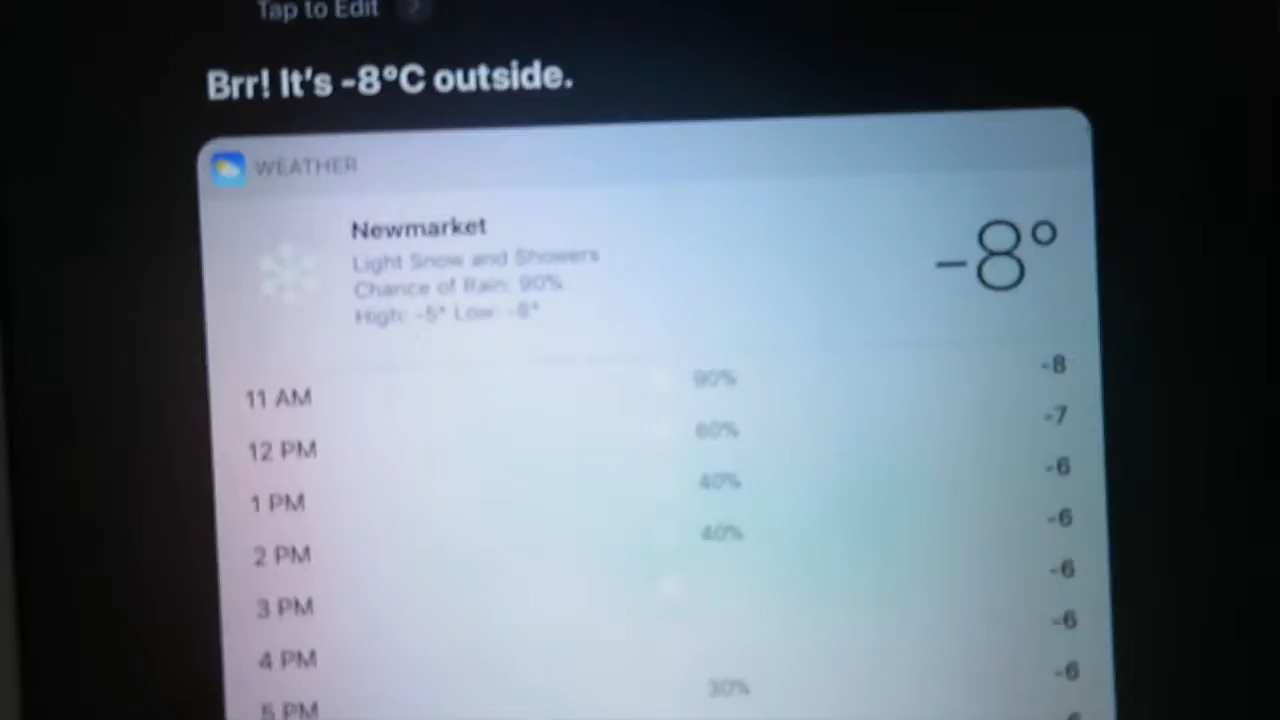 Tap to Edit
Brr! It's -8°C outside.
WEATHER
Newmarket
-8°
Light Snow and Showers
Chance of Rain: 90%
High: -5° Low: -8°
11 AM 90% -8
12 PM 60% -7
1 PM 40% -6
2 PM 40% -6
3 PM -6
4 PM -6
5 PM 30% -6